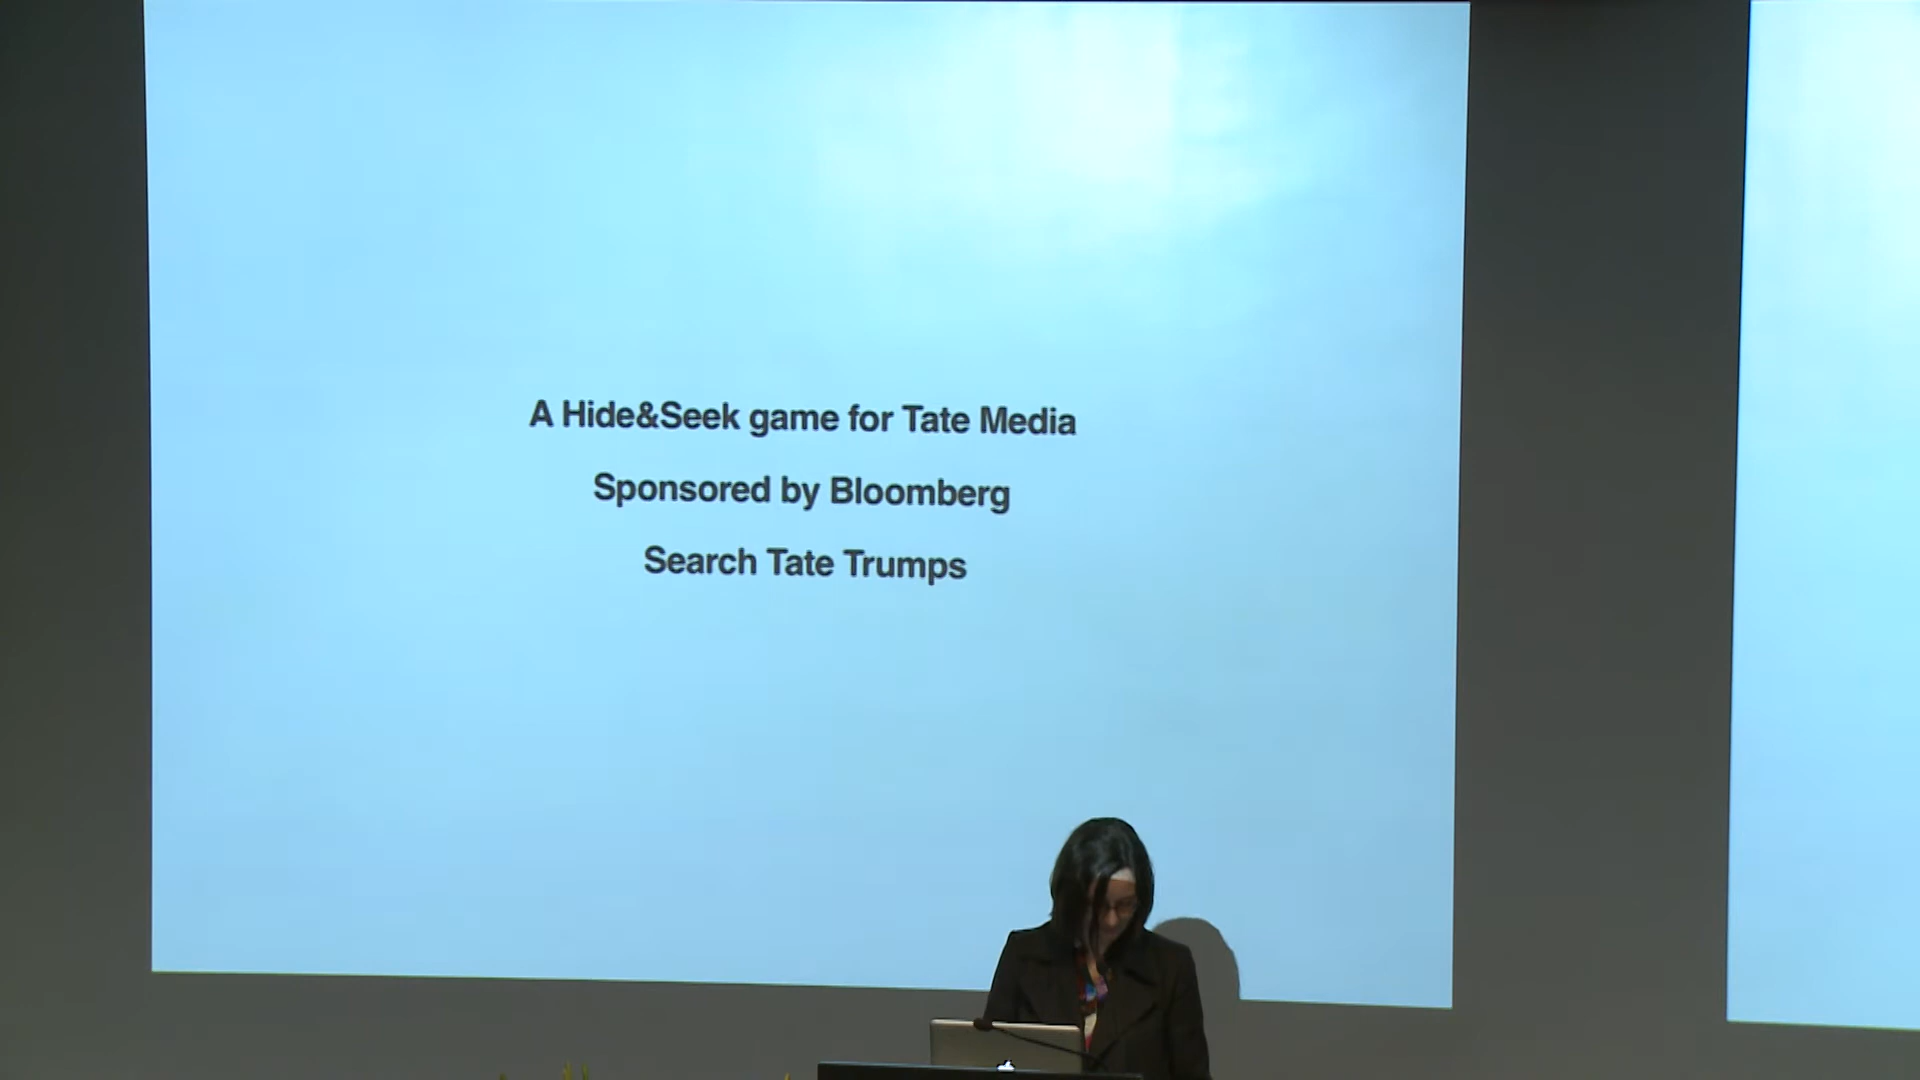 A Hide&Seek game for Tate Media
Sponsored by Bloomberg
Search Tate Trumps